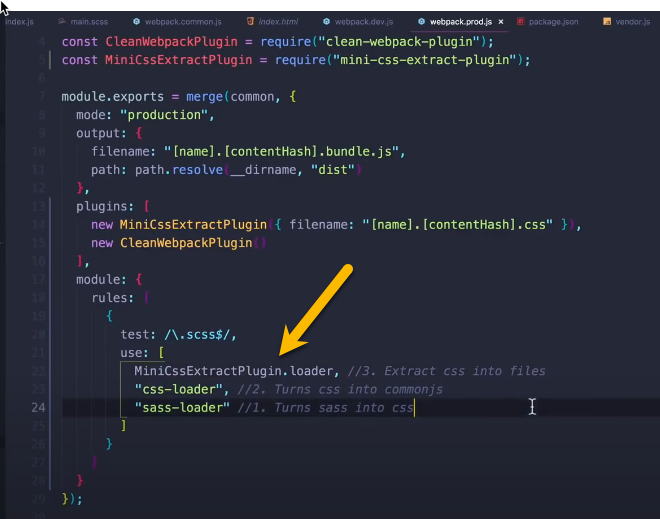 index.js main.scss webpack.common.js index.html webpack.dev.js webpack.prod.js × package.json vendor.js
4 const CleanWebpackPlugin = require("clean-webpack-plugin");
5 const MiniCssExtractPlugin = require("mini-css-extract-plugin");
6
7 module.exports = merge(common, {
8 mode: "production",
9 output: {
10 filename: "[name].[contentHash].bundle.js",
11 path: path.resolve(__dirname, "dist")
12 },
13 plugins: [
14 new MiniCssExtractPlugin({ filename: "[name].[contentHash].css" }),
15 new CleanWebpackPlugin()
16 ],
17 module: {
18 rules: [
19 {
20 test: /\.scss$/,
21 use: [
22 MiniCssExtractPlugin.loader, //3. Extract css into files
23 "css-loader", //2. Turns css into commonjs
24 "sass-loader" //1. Turns sass into css
25 ]
26 }
27 ]
28 }
29 });
30